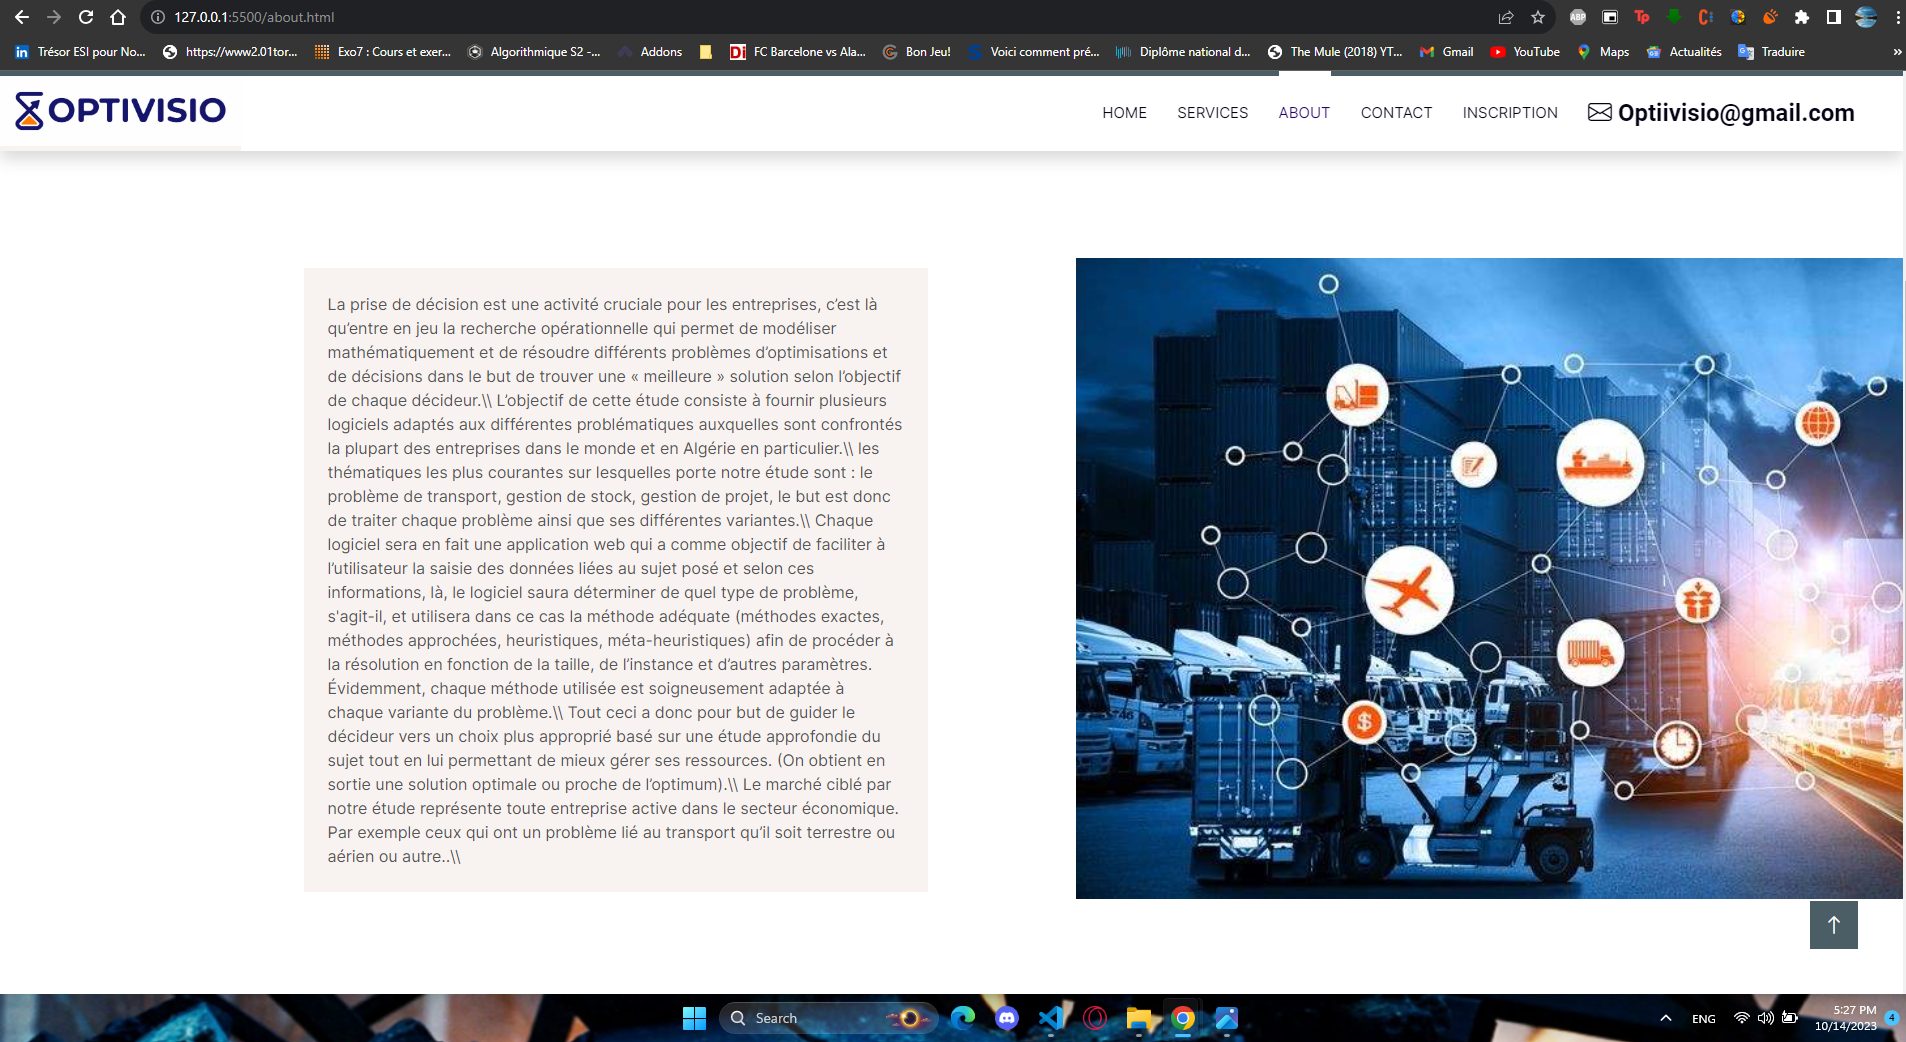 127.0.0.1:5500/about.html
Trésor ESI pour No...
https://www2.01tor...
Exo7 : Cours et exer...
Algorithmique S2 -...
Addons
FC Barcelone vs Ala...
Bon Jeu!
Voici comment pré...
Diplôme national d...
The Mule (2018) YT...
Gmail
YouTube
Maps
Actualités
Traduire
»
OPTIVISIO
HOME
SERVICES
ABOUT
CONTACT
INSCRIPTION
Optiivisio@gmail.com
La prise de décision est une activité cruciale pour les entreprises, c’est là
qu’entre en jeu la recherche opérationnelle qui permet de modéliser
mathématiquement et de résoudre différents problèmes d’optimisations et
de décisions dans le but de trouver une « meilleure » solution selon l’objectif
de chaque décideur.\\ L’objectif de cette étude consiste à fournir plusieurs
logiciels adaptés aux différentes problématiques auxquelles sont confrontés
la plupart des entreprises dans le monde et en Algérie en particulier.\\ les
thématiques les plus courantes sur lesquelles porte notre étude sont : le
problème de transport, gestion de stock, gestion de projet, le but est donc
de traiter chaque problème ainsi que ses différentes variantes.\\ Chaque
logiciel sera en fait une application web qui a comme objectif de faciliter à
l’utilisateur la saisie des données liées au sujet posé et selon ces
informations, là, le logiciel saura déterminer de quel type de problème,
s'agit-il, et utilisera dans ce cas la méthode adéquate (méthodes exactes,
méthodes approchées, heuristiques, méta-heuristiques) afin de procéder à
la résolution en fonction de la taille, de l’instance et d’autres paramètres.
Évidemment, chaque méthode utilisée est soigneusement adaptée à
chaque variante du problème.\\ Tout ceci a donc pour but de guider le
décideur vers un choix plus approprié basé sur une étude approfondie du
sujet tout en lui permettant de mieux gérer ses ressources. (On obtient en
sortie une solution optimale ou proche de l’optimum).\\ Le marché ciblé par
notre étude représente toute entreprise active dans le secteur économique.
Par exemple ceux qui ont un problème lié au transport qu’il soit terrestre ou
aérien ou autre..\\
Search
ENG
5:27 PM
10/14/2023
4